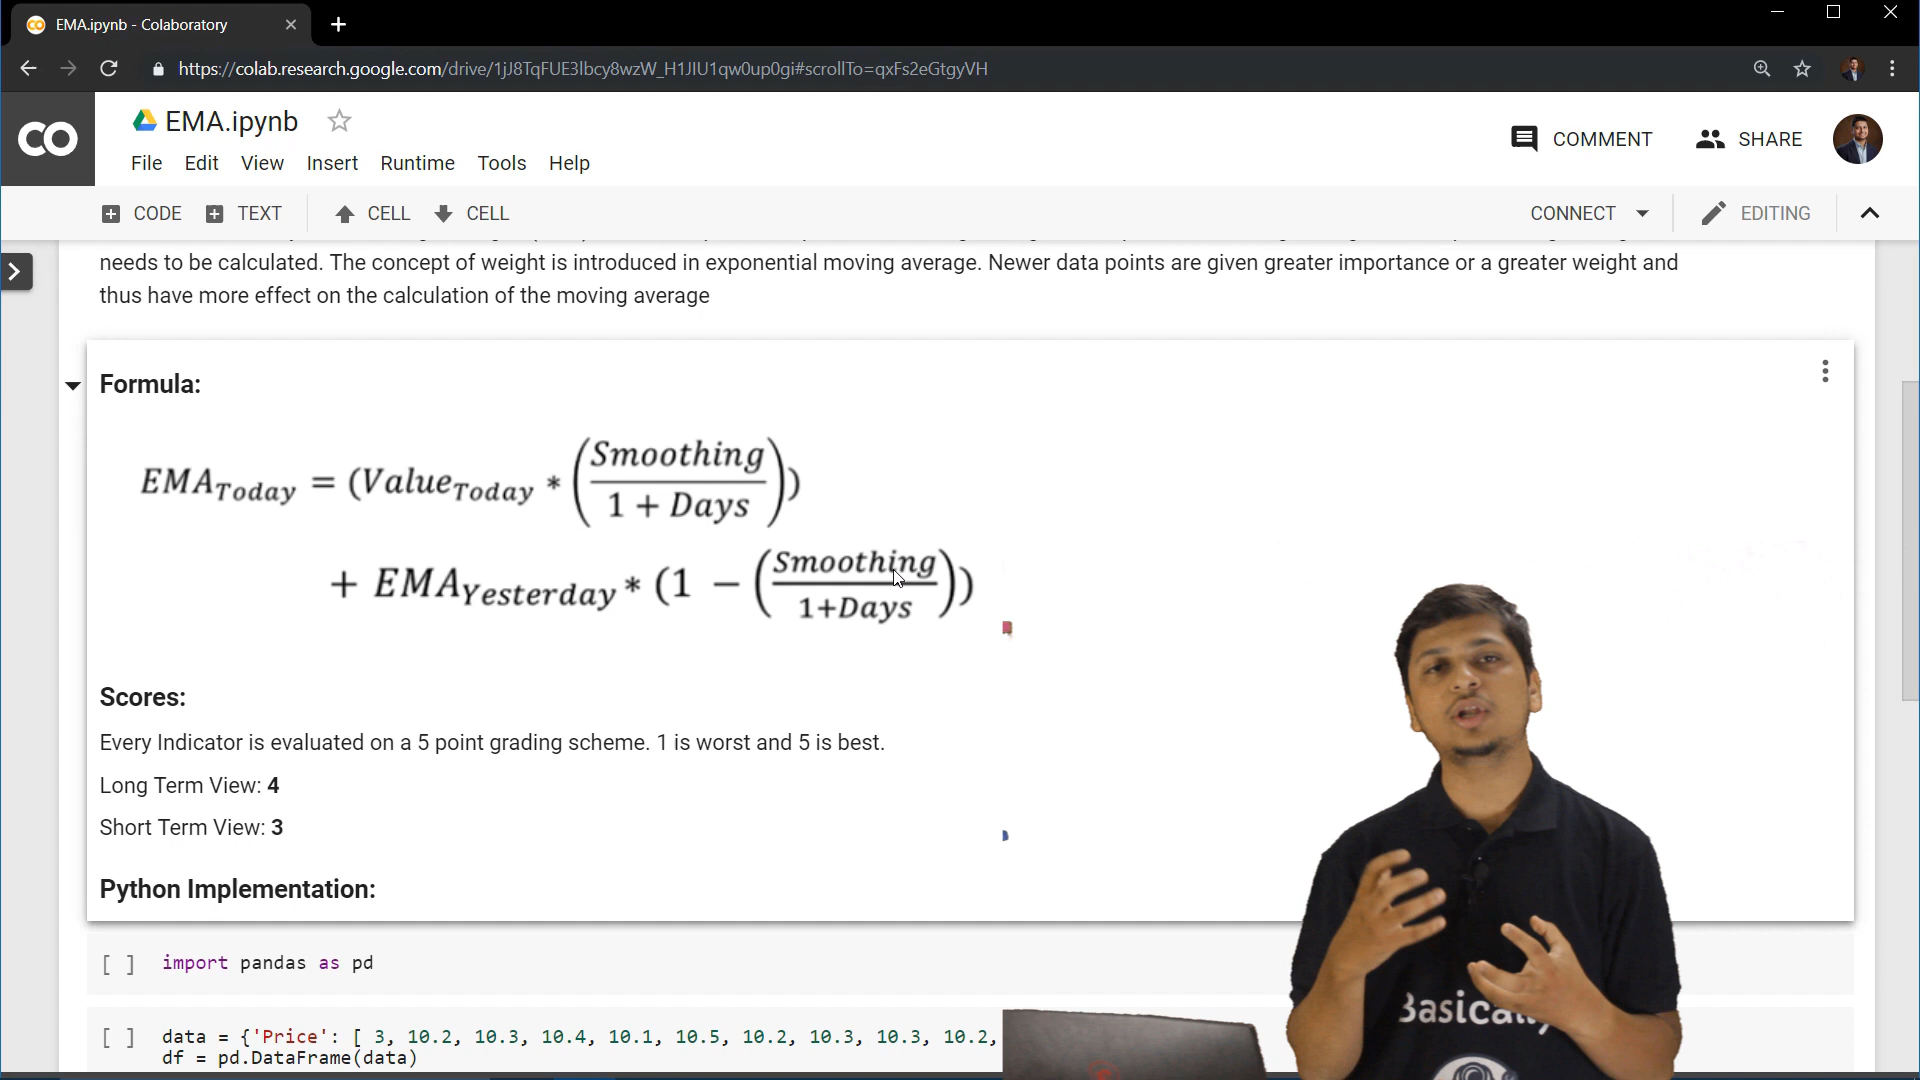 EMA.ipynb - Colaboratory
https://colab.research.google.com/drive/1jJ8TqFUE3lbcy8wzW_H1JIU1qw0up0gi#scrollTo=qxFs2eGtgyVH
CO
EMA.ipynb
COMMENT
SHARE
File Edit View Insert Runtime Tools Help
CODE TEXT CELL CELL
CONNECT EDITING
needs to be calculated. The concept of weight is introduced in exponential moving average. Newer data points are given greater importance or a greater weight and
thus have more effect on the calculation of the moving average
Formula:
EMA_Today = (Value_Today * (Smoothing / 1 + Days))
+ EMA_Yesterday * (1 − (Smoothing / 1+Days))
Scores:
Every Indicator is evaluated on a 5 point grading scheme. 1 is worst and 5 is best.
Long Term View: 4
Short Term View: 3
Python Implementation:
[ ] import pandas as pd
[ ] data = {'Price': [ 3, 10.2, 10.3, 10.4, 10.1, 10.5, 10.2, 10.3, 10.3, 10.2,
df = pd.DataFrame(data)